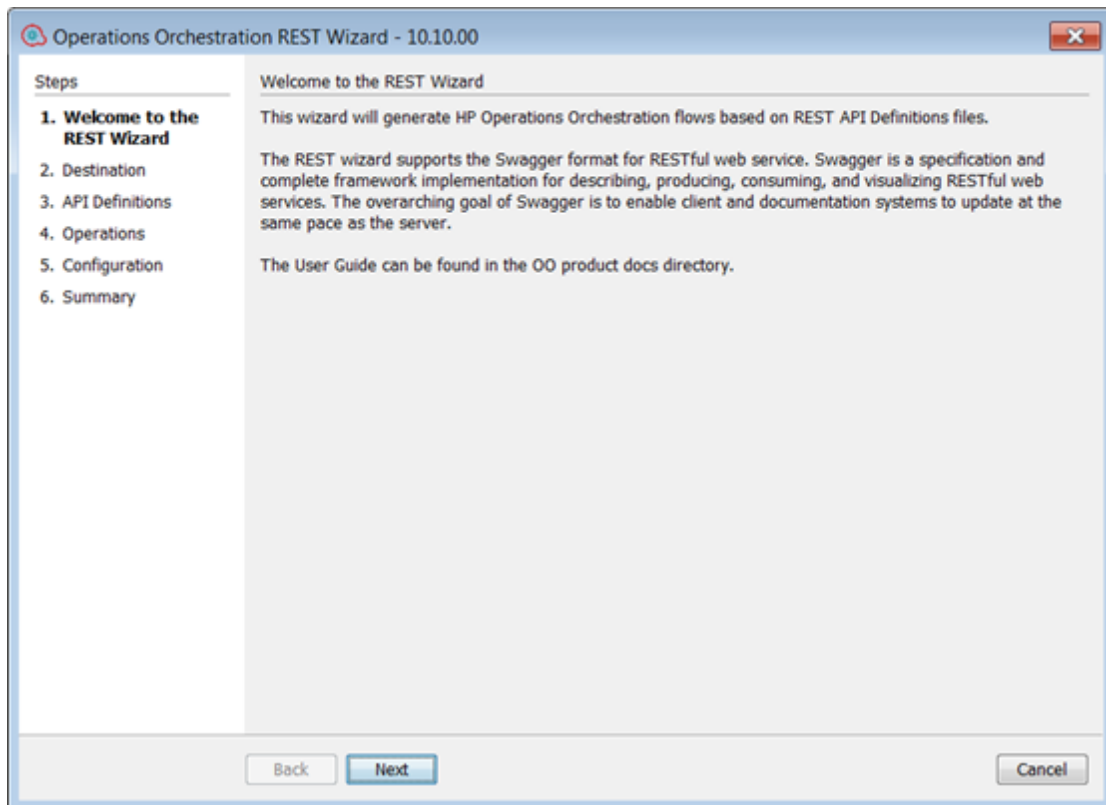 Operations Orchestration REST Wizard - 10.10.00
Steps
1. Welcome to the
REST Wizard
2. Destination
3. API Definitions
4. Operations
5. Configuration
6. Summary
Welcome to the REST Wizard
This wizard will generate HP Operations Orchestration flows based on REST API Definitions files.
The REST wizard supports the Swagger format for RESTful web service. Swagger is a specification and
complete framework implementation for describing, producing, consuming, and visualizing RESTful web
services. The overarching goal of Swagger is to enable client and documentation systems to update at the
same pace as the server.
The User Guide can be found in the OO product docs directory.
Back
Next
Cancel